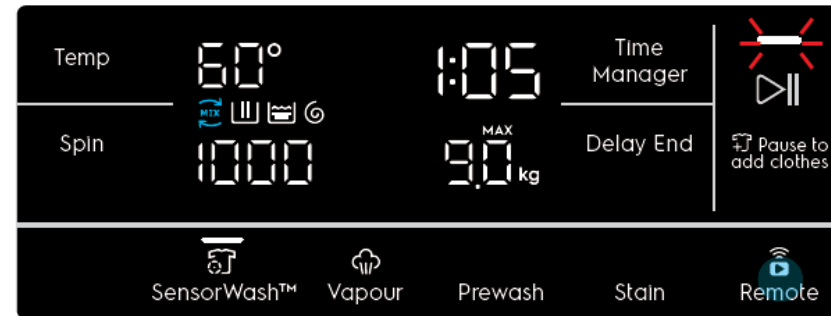 Temp
60°
1:05
Time
Manager
MIX
Spin
1000
MAX
9.0 kg
Delay End
Pause to
add clothes
SensorWash™
Vapour
Prewash
Stain
Remote